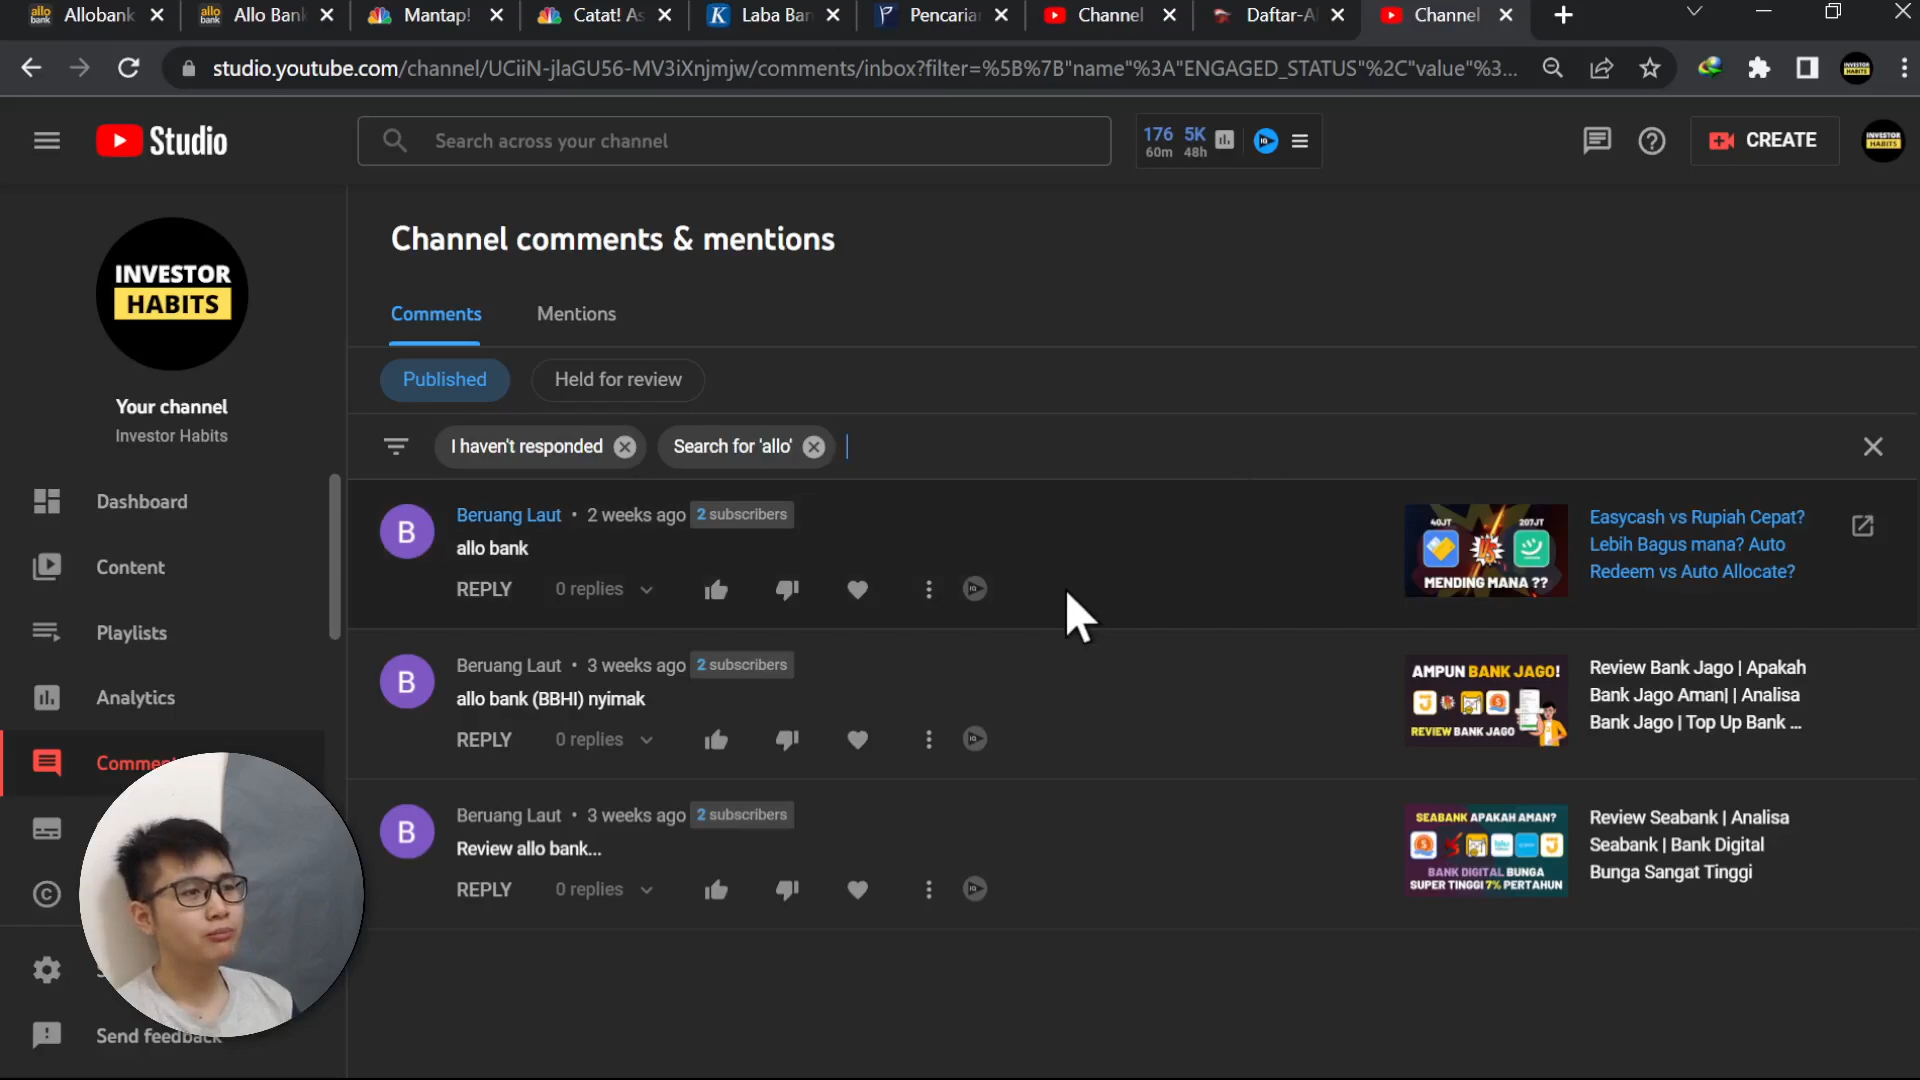 Allobank
Allo Ban
Mantap!
Catat! As
Laba Ban
Pencaria
Channel
Daftar-A
Channel
studio.youtube.com/channel/UCiiN-jlaGU56-MV3iXnjmjw/comments/inbox?filter=%5B%7B"name"%3A"ENGAGED_STATUS"%2C"value"%3...
Studio
Search across your channel
176 5K
60m 48h
CREATE
INVESTOR
HABITS
Your channel
Investor Habits
Dashboard
Content
Playlists
Analytics
Commen
Send feedback
Channel comments & mentions
Comments
Mentions
Published
Held for review
I haven't responded
Search for 'allo'
Beruang Laut • 2 weeks ago 2 subscribers
allo bank
REPLY 0 replies
40JT 207JT
MENDING MANA ??
Easycash vs Rupiah Cepat?
Lebih Bagus mana? Auto
Redeem vs Auto Allocate?
Beruang Laut • 3 weeks ago 2 subscribers
allo bank (BBHI) nyimak
REPLY 0 replies
AMPUN BANK JAGO!
REVIEW BANK JAGO
Review Bank Jago | Apakah
Bank Jago Aman| | Analisa
Bank Jago | Top Up Bank ...
Beruang Laut • 3 weeks ago 2 subscribers
Review allo bank...
REPLY 0 replies
SEABANK APAKAH AMAN?
BANK DIGITAL BUNGA
SUPER TINGGI 7% PERTAHUN
Review Seabank | Analisa
Seabank | Bank Digital
Bunga Sangat Tinggi